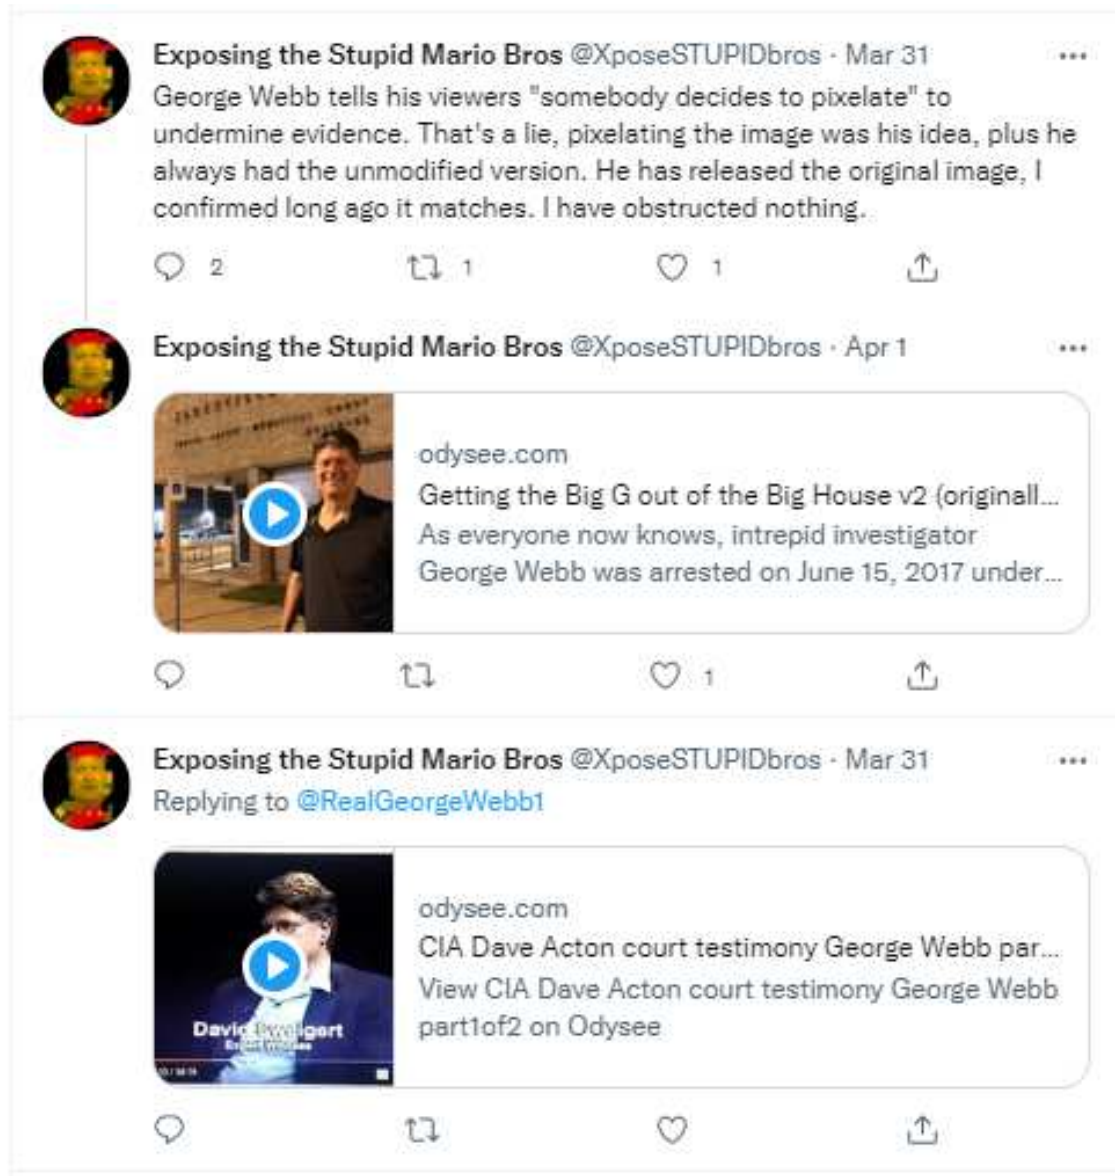 Exposing the Stupid Mario Bros @XposeSTUPIDbros · Mar 31
George Webb tells his viewers "somebody decides to pixelate" to
undermine evidence. That's a lie, pixelating the image was his idea, plus he
always had the unmodified version. He has released the original image, I
confirmed long ago it matches. I have obstructed nothing.
2 1 1
Exposing the Stupid Mario Bros @XposeSTUPIDbros · Apr 1
odysee.com
Getting the Big G out of the Big House v2 (originall...
As everyone now knows, intrepid investigator
George Webb was arrested on June 15, 2017 under...
1
Exposing the Stupid Mario Bros @XposeSTUPIDbros · Mar 31
Replying to @RealGeorgeWebb1
odysee.com
CIA Dave Acton court testimony George Webb par...
View CIA Dave Acton court testimony George Webb
part1of2 on Odysee